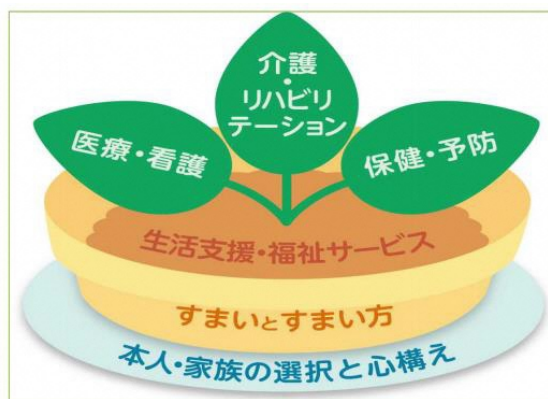 介護
・
リハビリ
テーション
医療・看護
保健・予防
生活支援・福祉サービス
すまいとすまい方
本人・家族の選択と心構え